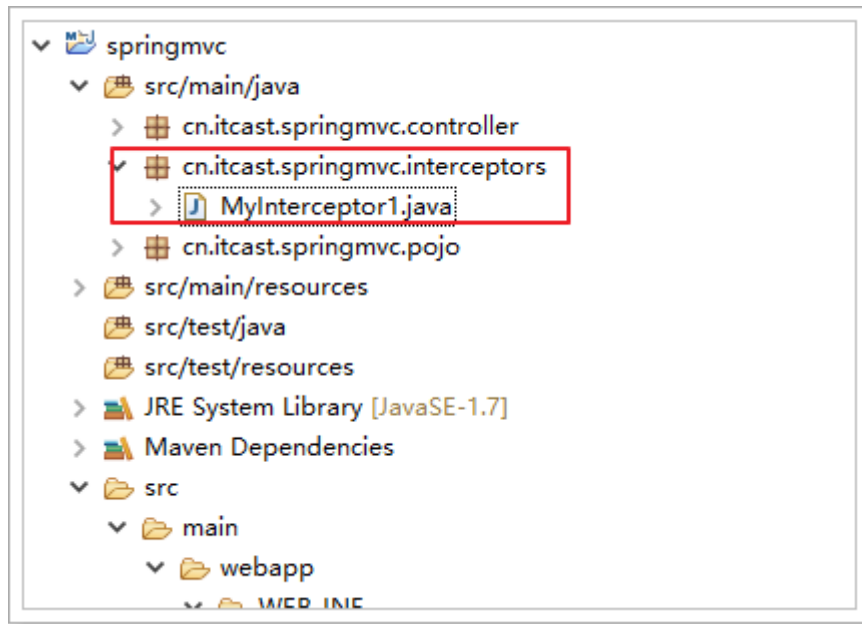 springmvc
src/main/java
cn.itcast.springmvc.controller
cn.itcast.springmvc.interceptors
MyInterceptor1.java
cn.itcast.springmvc.pojo
src/main/resources
src/test/java
src/test/resources
JRE System Library [JavaSE-1.7]
Maven Dependencies
src
main
webapp